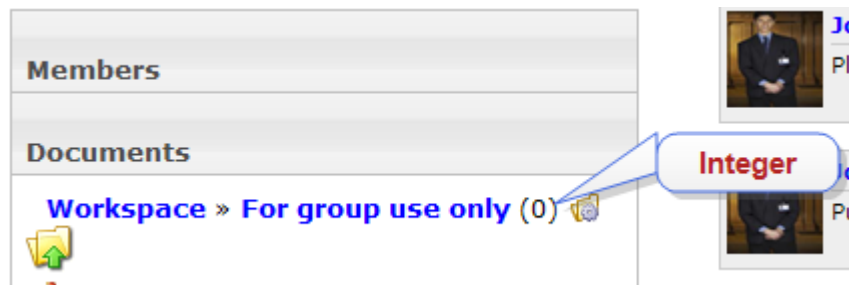 Members
Documents
Workspace » For group use only (0)
Integer